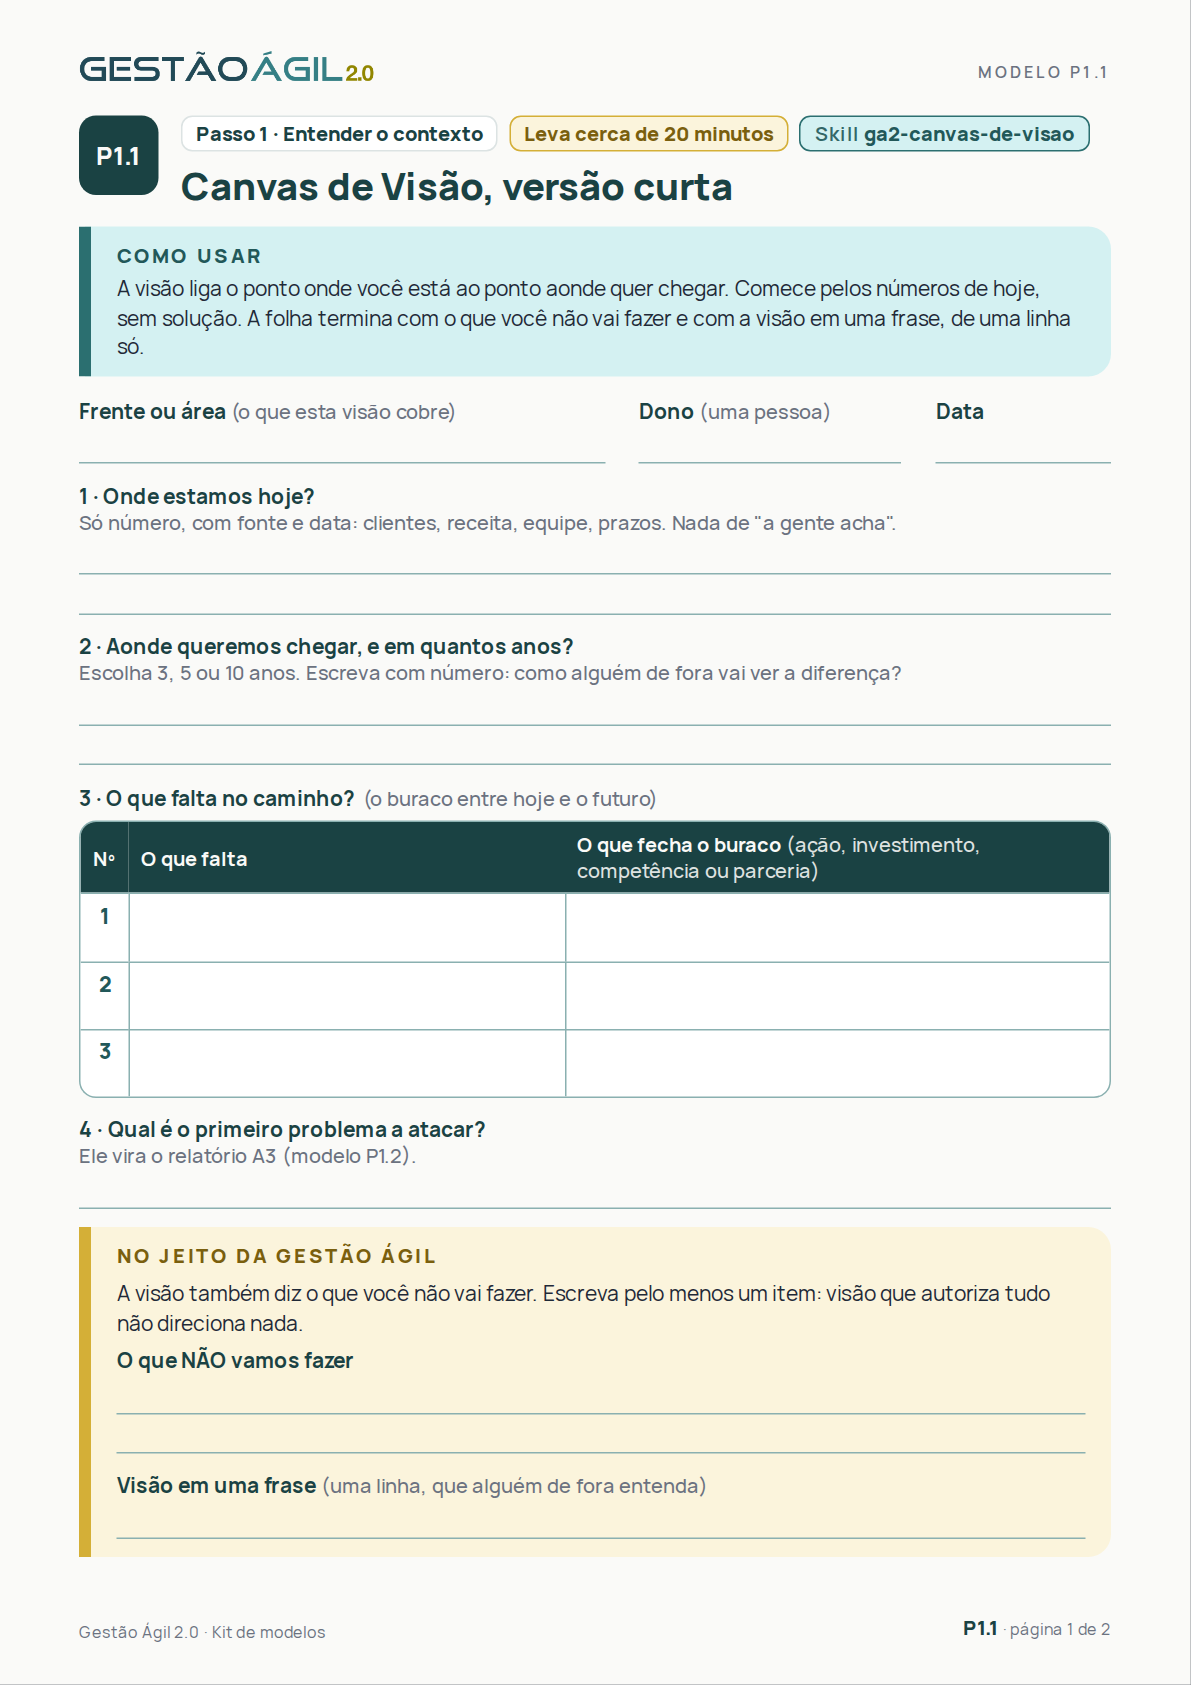 GESTÃOÁGIL2.0
MODELO P1.1
P1.1
Passo 1 · Entender o contexto
Leva cerca de 20 minutos
Skill ga2-canvas-de-visao
Canvas de Visão, versão curta
COMO USAR
A visão liga o ponto onde você está ao ponto aonde quer chegar. Comece pelos números de hoje,
sem solução. A folha termina com o que você não vai fazer e com a visão em uma frase, de uma linha
só.
Frente ou área (o que esta visão cobre)
Dono (uma pessoa)
Data
1 · Onde estamos hoje?
Só número, com fonte e data: clientes, receita, equipe, prazos. Nada de "a gente acha".
2 · Aonde queremos chegar, e em quantos anos?
Escolha 3, 5 ou 10 anos. Escreva com número: como alguém de fora vai ver a diferença?
3 · O que falta no caminho? (o buraco entre hoje e o futuro)
Nº
O que falta
O que fecha o buraco (ação, investimento,
competência ou parceria)
1
2
3
4 · Qual é o primeiro problema a atacar?
Ele vira o relatório A3 (modelo P1.2).
NO JEITO DA GESTÃO ÁGIL
A visão também diz o que você não vai fazer. Escreva pelo menos um item: visão que autoriza tudo
não direciona nada.
O que NÃO vamos fazer
Visão em uma frase (uma linha, que alguém de fora entenda)
Gestão Ágil 2.0 · Kit de modelos
P1.1 · página 1 de 2